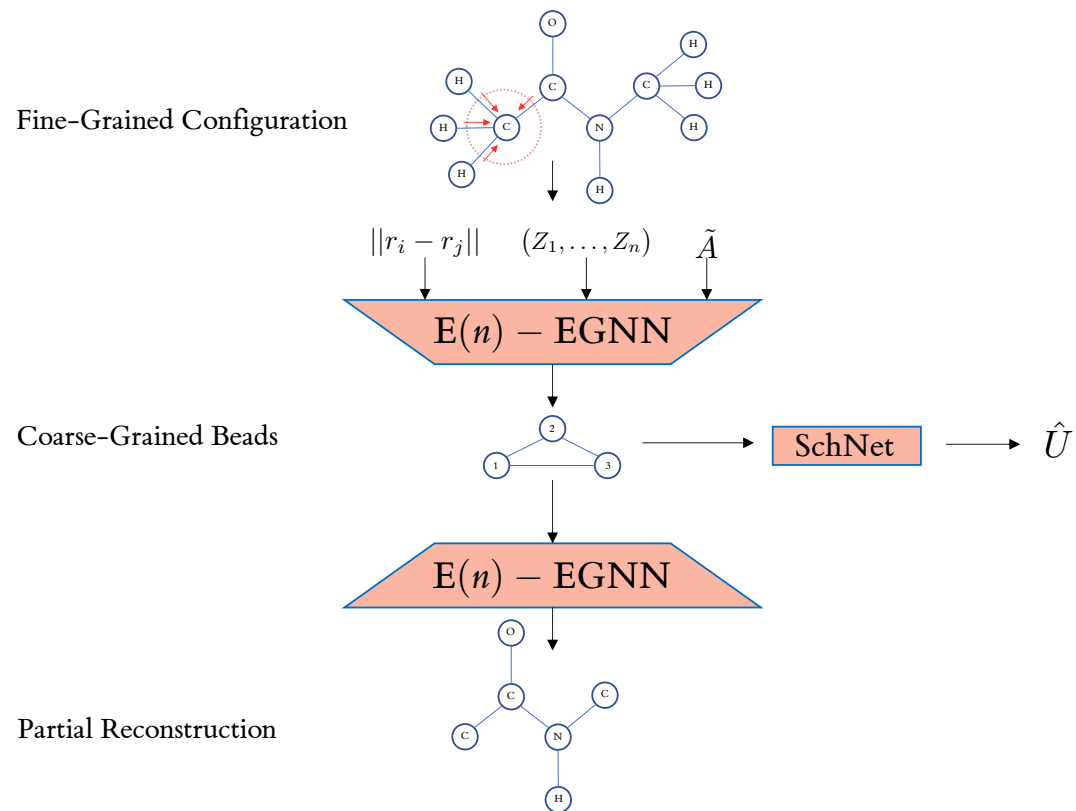 O
H
H
C
C
H
Fine-Grained Configuration
H
C
N
H
H
H
||r_i − r_j||
(Z_1, . . . , Z_n)
Ã
E(n) − EGNN
Coarse-Grained Beads
2
1
3
SchNet
Û
E(n) − EGNN
O
C
C
Partial Reconstruction
C
N
H